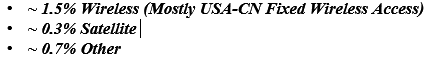 • ~ 1.5% Wireless (Mostly USA-CN Fixed Wireless Access)
• ~ 0.3% Satellite
• ~ 0.7% Other